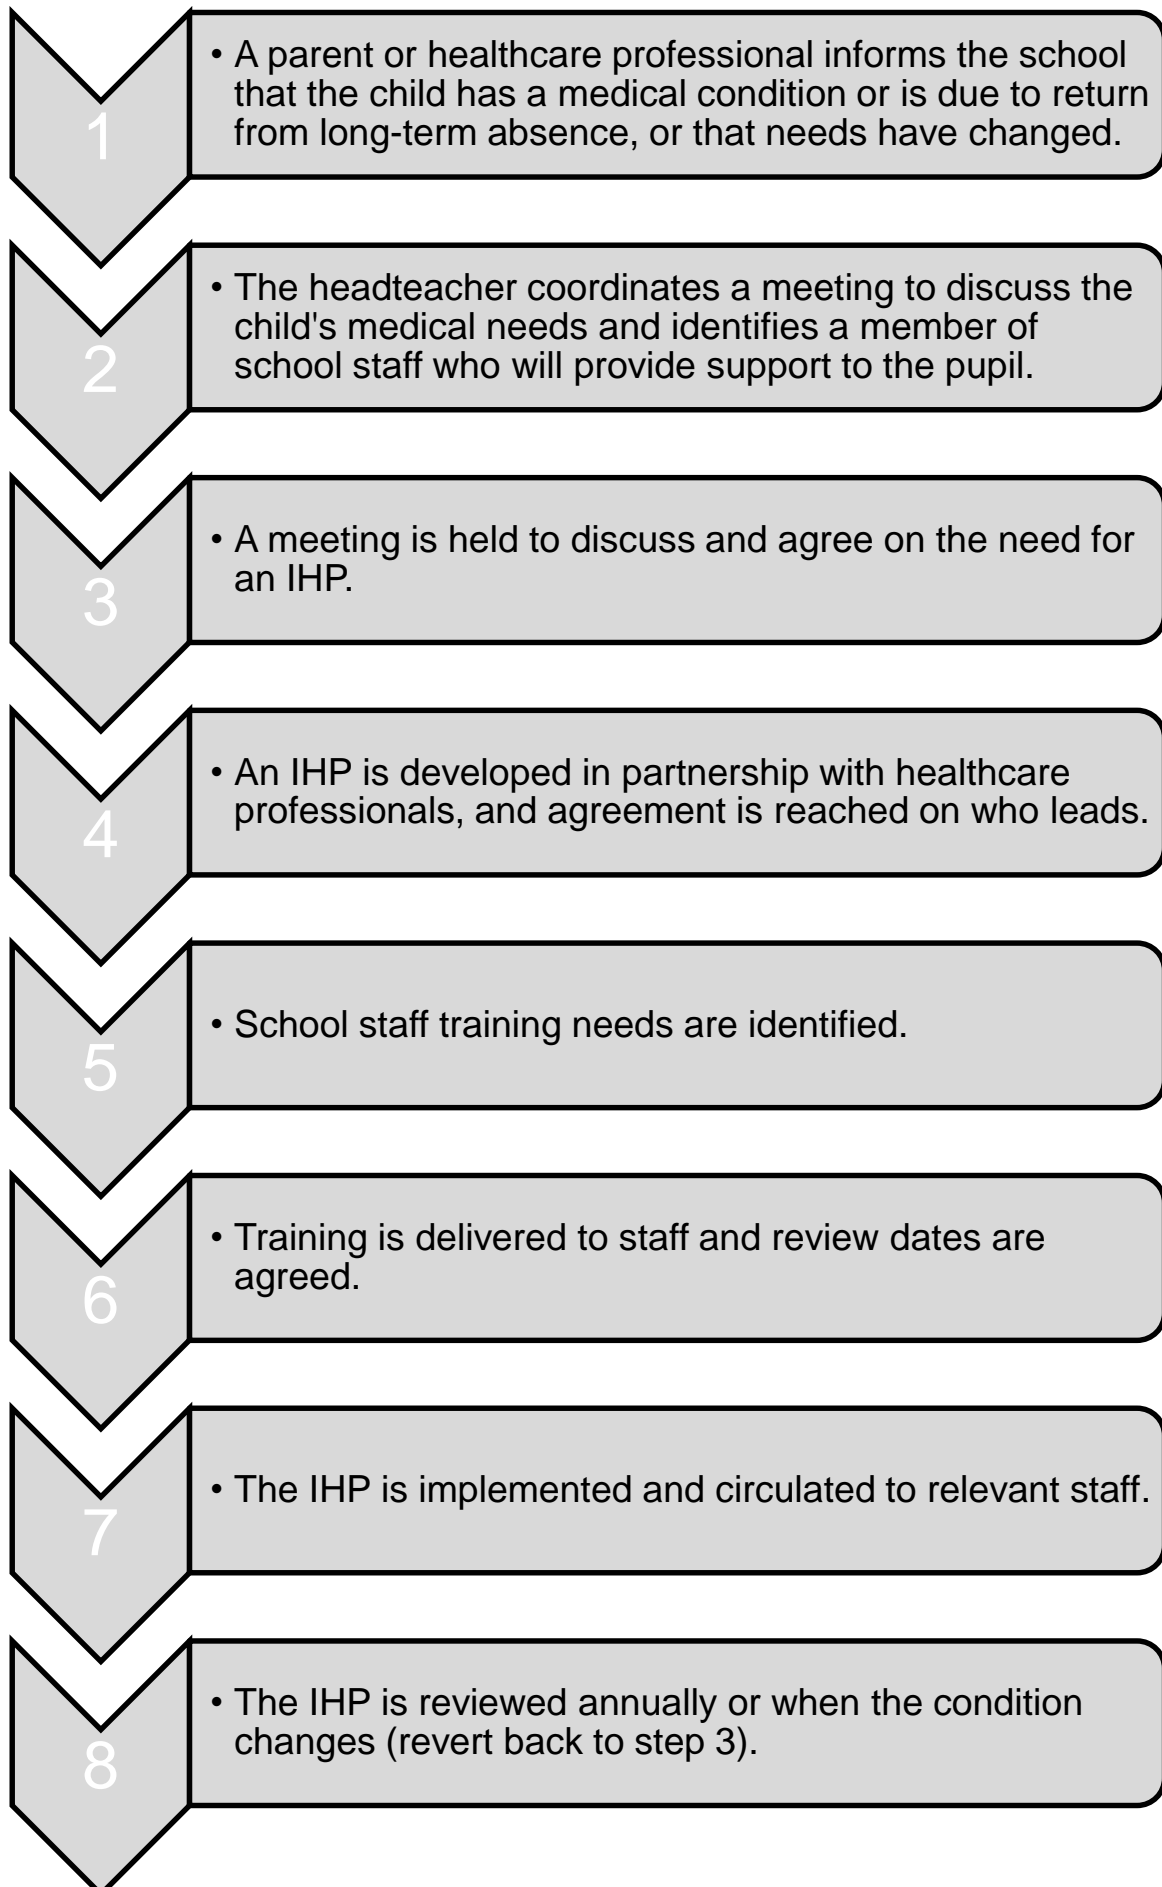 1
• A parent or healthcare professional informs the school
that the child has a medical condition or is due to return
from long-term absence, or that needs have changed.
2
• The headteacher coordinates a meeting to discuss the
child's medical needs and identifies a member of
school staff who will provide support to the pupil.
3
• A meeting is held to discuss and agree on the need for
an IHP.
4
• An IHP is developed in partnership with healthcare
professionals, and agreement is reached on who leads.
5
• School staff training needs are identified.
6
• Training is delivered to staff and review dates are
agreed.
7
• The IHP is implemented and circulated to relevant staff.
8
• The IHP is reviewed annually or when the condition
changes (revert back to step 3).